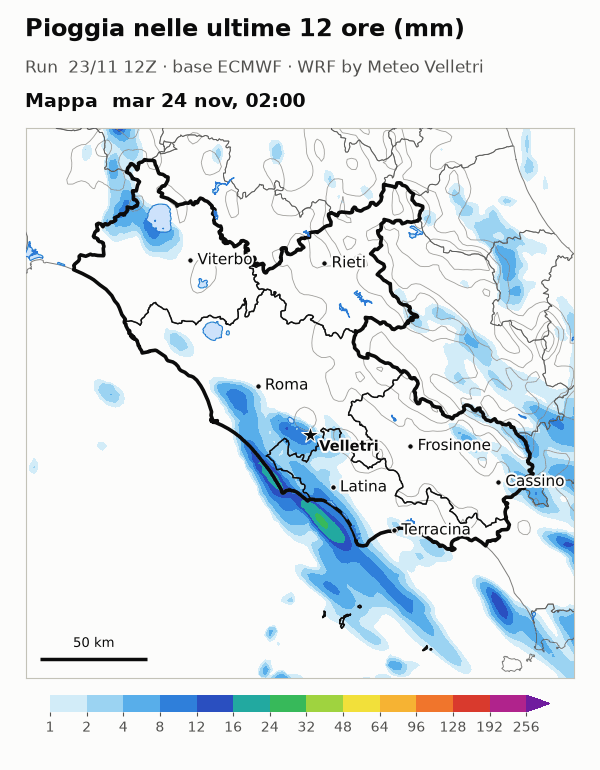 Pioggia nelle ultime 12 ore (mm)
Run  23/11 12Z · base ECMWF · WRF by Meteo Velletri
Mappa  mar 24 nov, 02:00
Viterbo
Rieti
Roma
Velletri
Frosinone
Cassino
Latina
Terracina
50 km
1 2 4 8 12 16 24 32 48 64 96 128 192 256